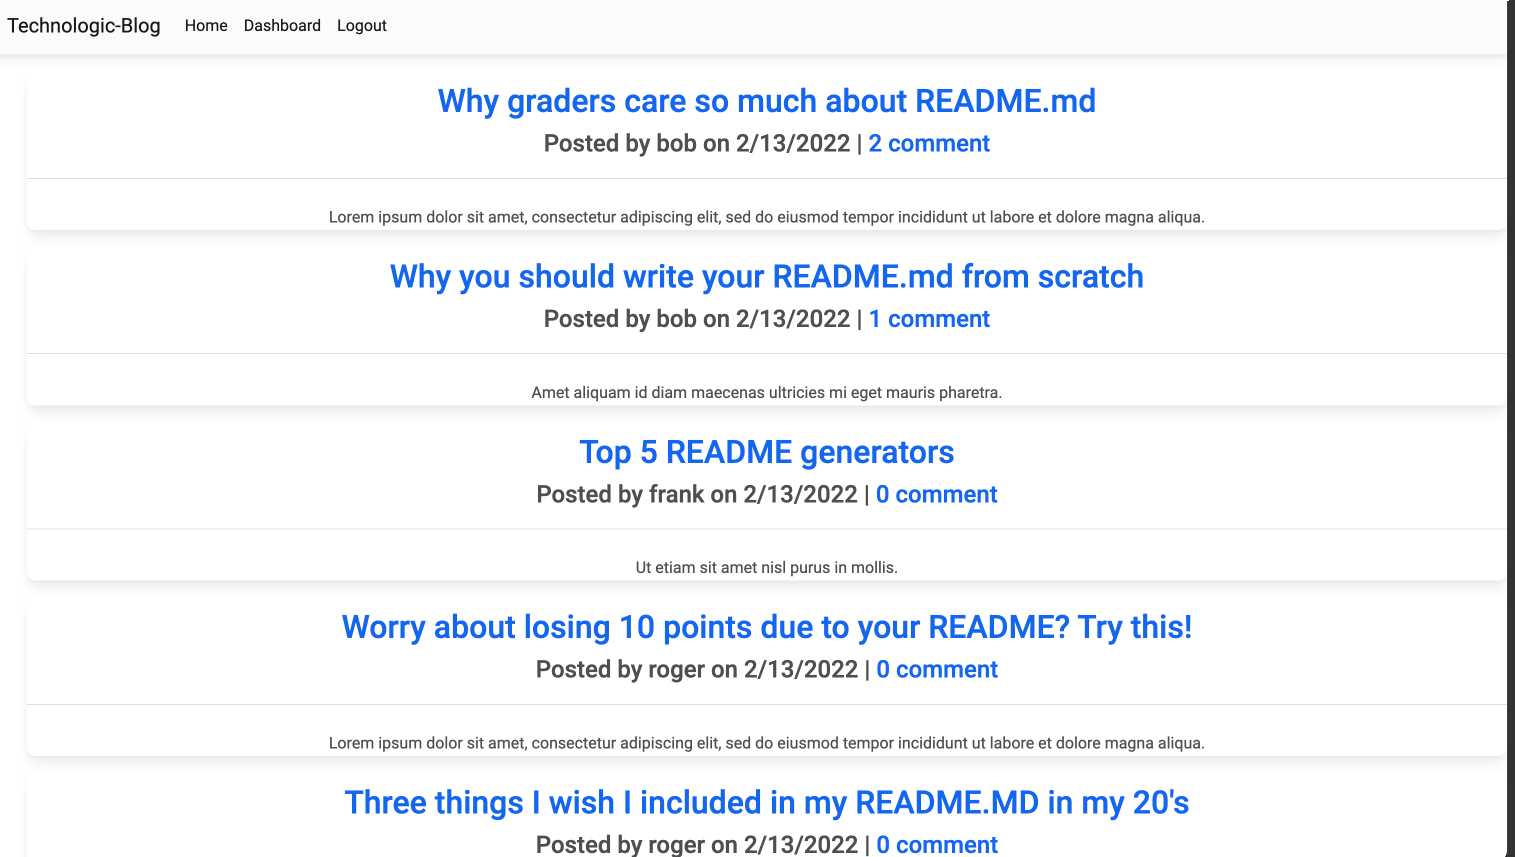 Technologic-Blog Home Dashboard Logout
Why graders care so much about README.md
Posted by bob on 2/13/2022 | 2 comment
Lorem ipsum dolor sit amet, consectetur adipiscing elit, sed do eiusmod tempor incididunt ut labore et dolore magna aliqua.
Why you should write your README.md from scratch
Posted by bob on 2/13/2022 | 1 comment
Amet aliquam id diam maecenas ultricies mi eget mauris pharetra.
Top 5 README generators
Posted by frank on 2/13/2022 | 0 comment
Ut etiam sit amet nisl purus in mollis.
Worry about losing 10 points due to your README? Try this!
Posted by roger on 2/13/2022 | 0 comment
Lorem ipsum dolor sit amet, consectetur adipiscing elit, sed do eiusmod tempor incididunt ut labore et dolore magna aliqua.
Three things I wish I included in my README.MD in my 20's
Posted by roger on 2/13/2022 | 0 comment